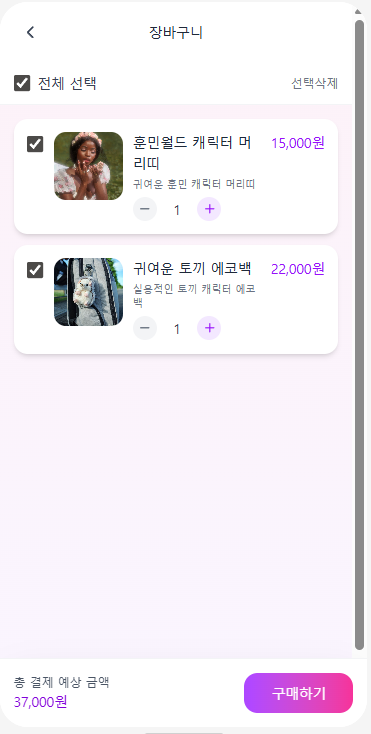 장바구니
전체 선택
선택삭제
훈민월드 캐릭터 머
리띠
15,000원
귀여운 훈민 캐릭터 머리띠
1
귀여운 토끼 에코백
22,000원
실용적인 토끼 캐릭터 에코
백
1
총 결제 예상 금액
37,000원
구매하기